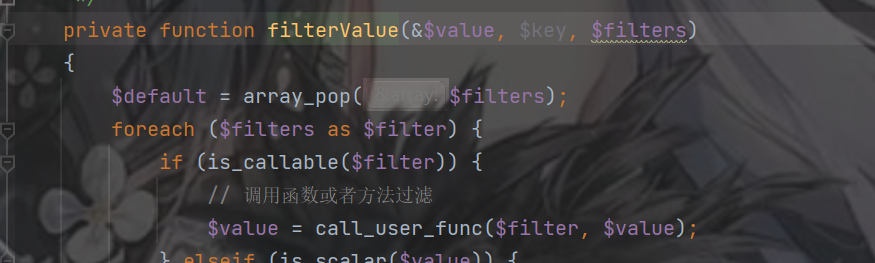 */
private function filterValue(&$value, $key, $filters)
{
$default = array_pop( &array: $filters);
foreach ($filters as $filter) {
if (is_callable($filter)) {
// 调用函数或者方法过滤
$value = call_user_func($filter, $value);
} elseif (is_scalar($value)) {